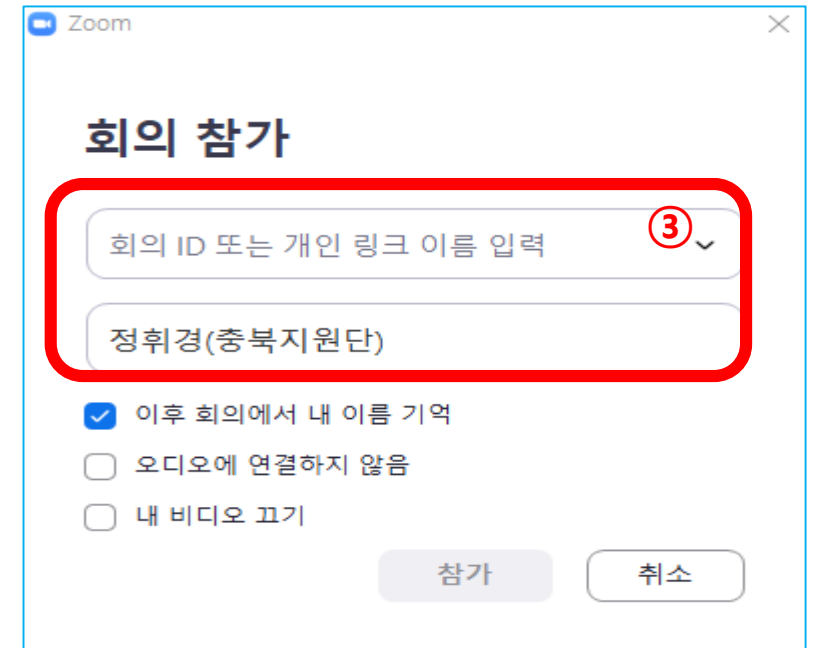 Zoom
회의 참가
회의 ID 또는 개인 링크 이름 입력
③
정휘경(충북지원단)
이후 회의에서 내 이름 기억
오디오에 연결하지 않음
내 비디오 끄기
참가 취소